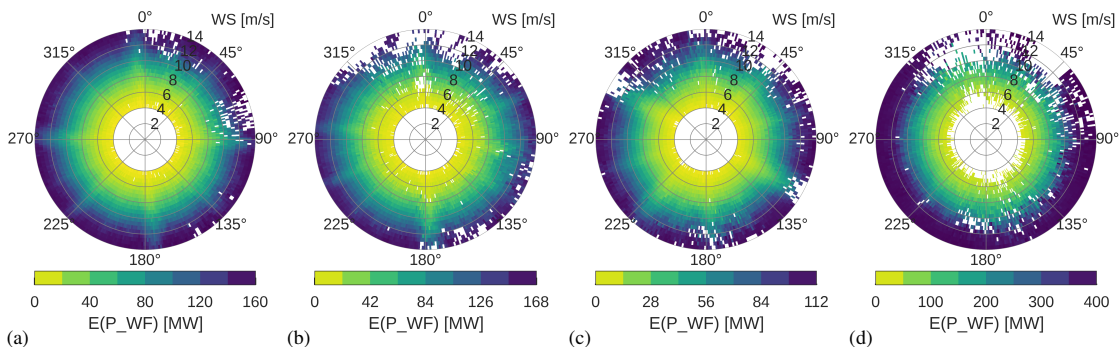 0° WS [m/s] 0° WS [m/s] 0° WS [m/s] 0° WS [m/s]
315° 14 12 10 8 6 4 2 45° 315° 14 12 10 8 6 4 2 45° 315° 14 12 10 8 6 4 2 45° 315° 14 12 10 8 6 4 2 45°
270° 90° 270° 90° 270° 90° 270° 90°
225° 135° 225° 135° 225° 135° 225° 135°
180° 180° 180° 180°
0 40 80 120 160 0 42 84 126 168 0 28 56 84 112 0 100 200 300 400
E(P_WF) [MW] E(P_WF) [MW] E(P_WF) [MW] E(P_WF) [MW]
(a) (b) (c) (d)